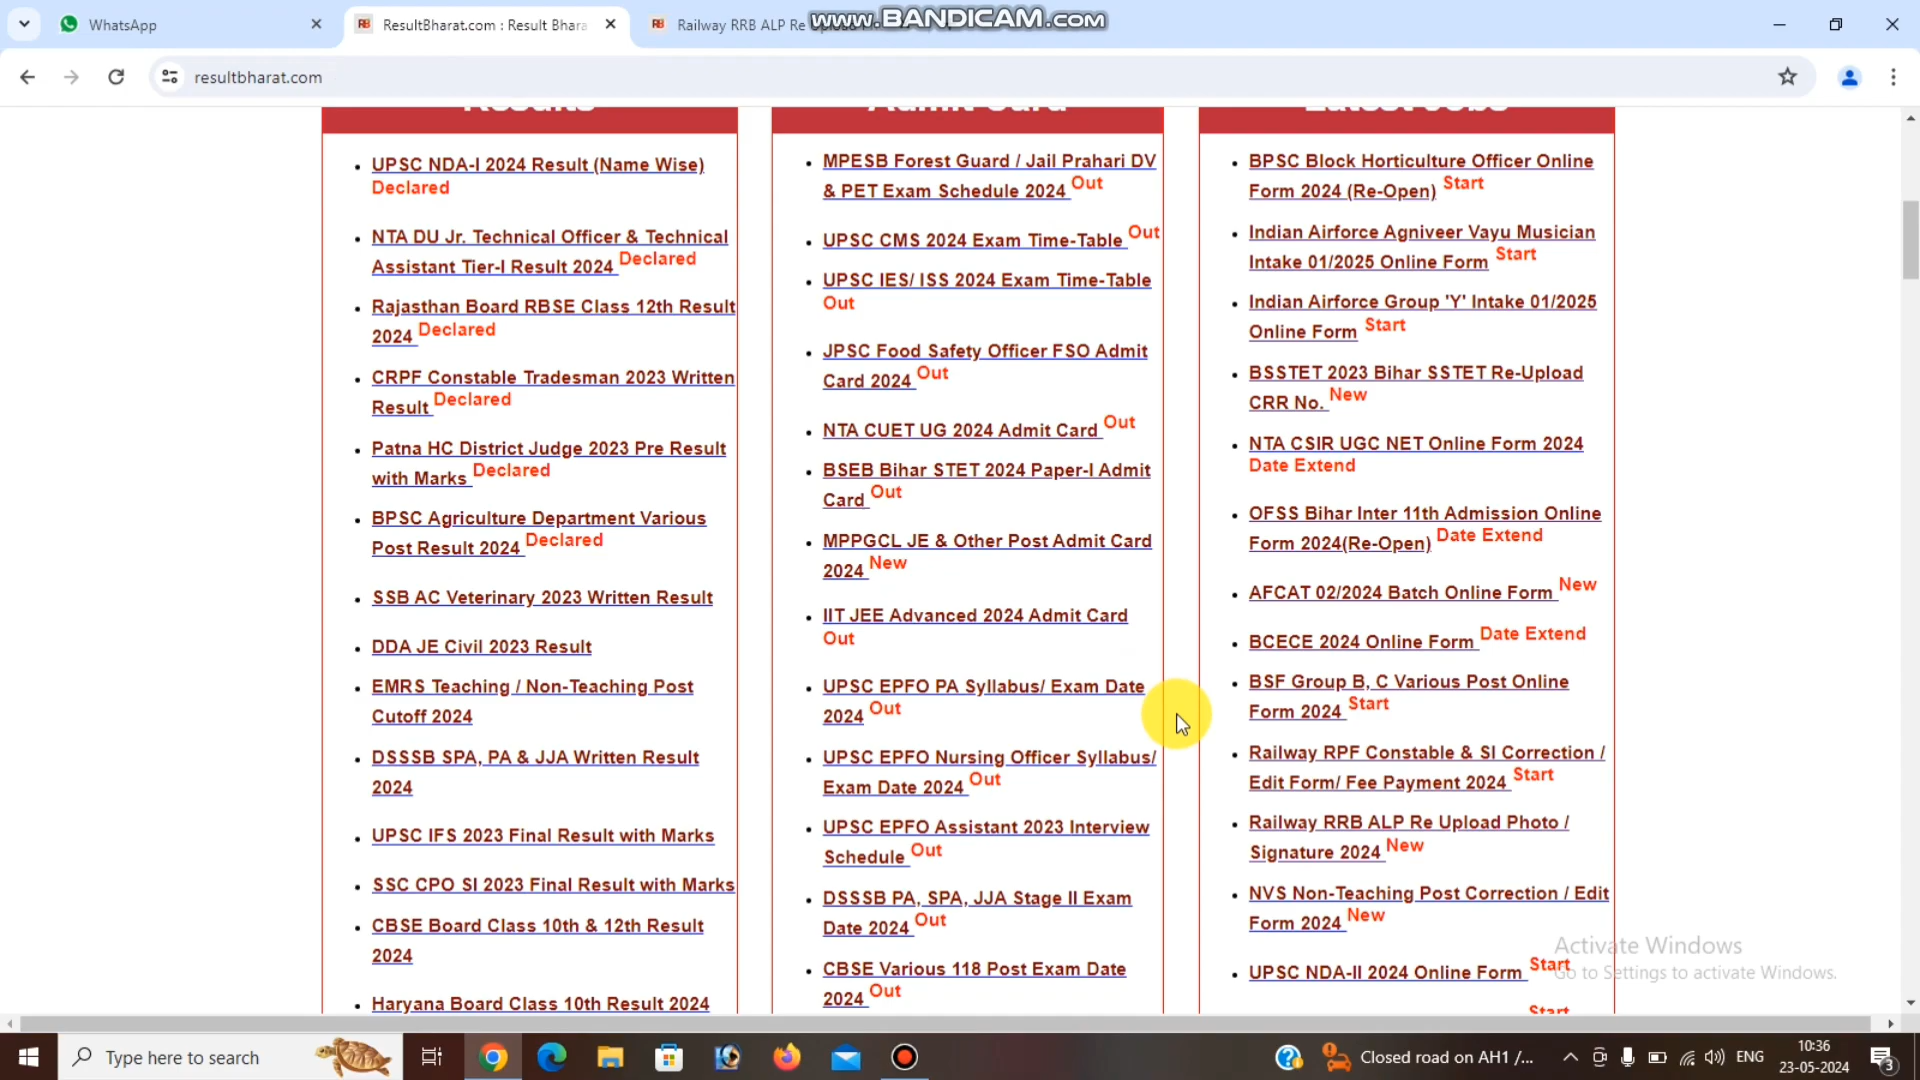 WhatsApp
ResultBharat.com : Result Bhara
Railway RRB ALP Re
www.BANDICAM.com
resultbharat.com
Results
Admit Card
Latest Jobs
UPSC NDA-I 2024 Result (Name Wise)
Declared
NTA DU Jr. Technical Officer & Technical
Assistant Tier-I Result 2024 Declared
Rajasthan Board RBSE Class 12th Result
2024 Declared
CRPF Constable Tradesman 2023 Written
Result Declared
Patna HC District Judge 2023 Pre Result
with Marks Declared
BPSC Agriculture Department Various
Post Result 2024 Declared
SSB AC Veterinary 2023 Written Result
DDA JE Civil 2023 Result
EMRS Teaching / Non-Teaching Post
Cutoff 2024
DSSSB SPA, PA & JJA Written Result
2024
UPSC IFS 2023 Final Result with Marks
SSC CPO SI 2023 Final Result with Marks
CBSE Board Class 10th & 12th Result
2024
Haryana Board Class 10th Result 2024
MPESB Forest Guard / Jail Prahari DV
& PET Exam Schedule 2024 Out
UPSC CMS 2024 Exam Time-Table Out
UPSC IES/ ISS 2024 Exam Time-Table
Out
JPSC Food Safety Officer FSO Admit
Card 2024 Out
NTA CUET UG 2024 Admit Card Out
BSEB Bihar STET 2024 Paper-I Admit
Card Out
MPPGCL JE & Other Post Admit Card
2024 New
IIT JEE Advanced 2024 Admit Card
Out
UPSC EPFO PA Syllabus/ Exam Date
2024 Out
UPSC EPFO Nursing Officer Syllabus/
Exam Date 2024 Out
UPSC EPFO Assistant 2023 Interview
Schedule Out
DSSSB PA, SPA, JJA Stage II Exam
Date 2024 Out
CBSE Various 118 Post Exam Date
2024 Out
BPSC Block Horticulture Officer Online
Form 2024 (Re-Open) Start
Indian Airforce Agniveer Vayu Musician
Intake 01/2025 Online Form Start
Indian Airforce Group 'Y' Intake 01/2025
Online Form Start
BSSTET 2023 Bihar SSTET Re-Upload
CRR No. New
NTA CSIR UGC NET Online Form 2024
Date Extend
OFSS Bihar Inter 11th Admission Online
Form 2024(Re-Open) Date Extend
AFCAT 02/2024 Batch Online Form New
BCECE 2024 Online Form Date Extend
BSF Group B, C Various Post Online
Form 2024 Start
Railway RPF Constable & SI Correction /
Edit Form/ Fee Payment 2024 Start
Railway RRB ALP Re Upload Photo /
Signature 2024 New
NVS Non-Teaching Post Correction / Edit
Form 2024 New
UPSC NDA-II 2024 Online Form Start
Start
Activate Windows
Go to Settings to activate Windows.
Type here to search
Closed road on AH1 /...
ENG
10:36
23-05-2024
3